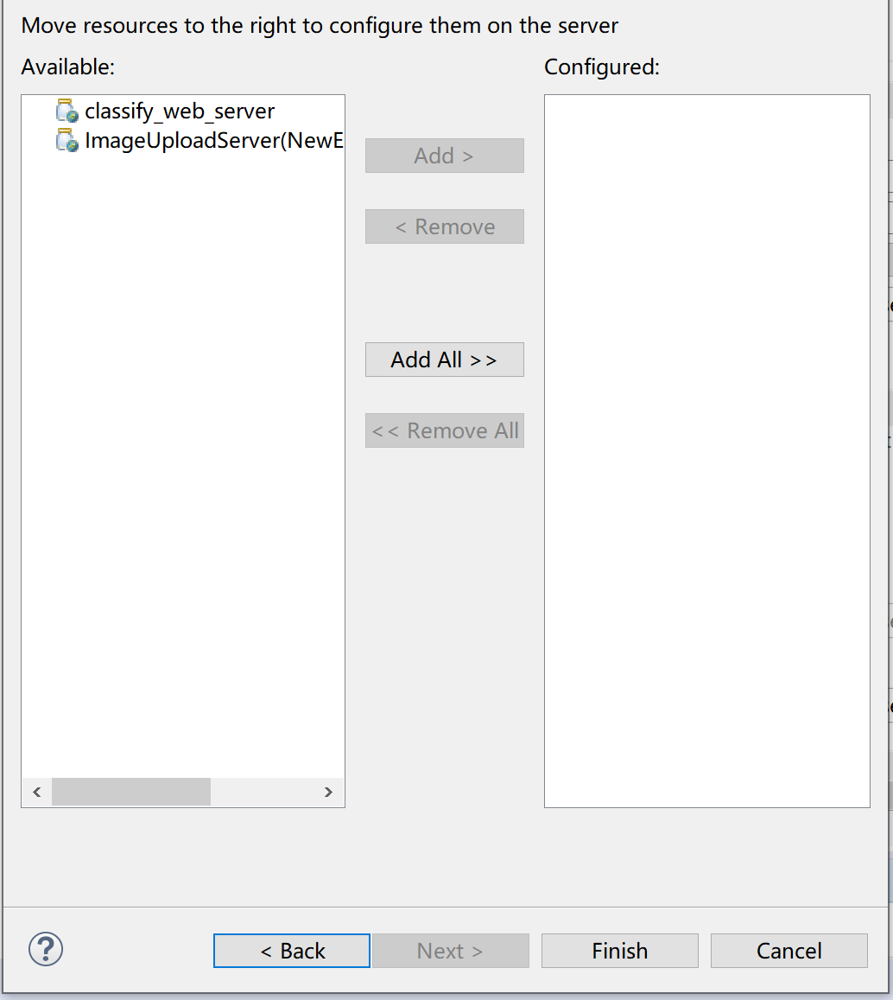 Move resources to the right to configure them on the server
Available:
Configured:
classify_web_server
ImageUploadServer(NewE
Add >
< Remove
Add All >>
<< Remove All
?
< Back
Next >
Finish
Cancel